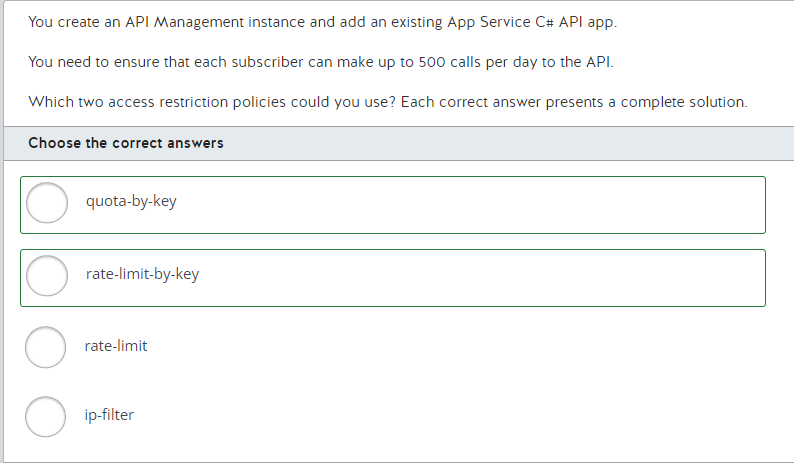 You create an API Management instance and add an existing App Service C# API app.
You need to ensure that each subscriber can make up to 500 calls per day to the API.
Which two access restriction policies could you use? Each correct answer presents a complete solution.
Choose the correct answers
quota-by-key
rate-limit-by-key
rate-limit
ip-filter